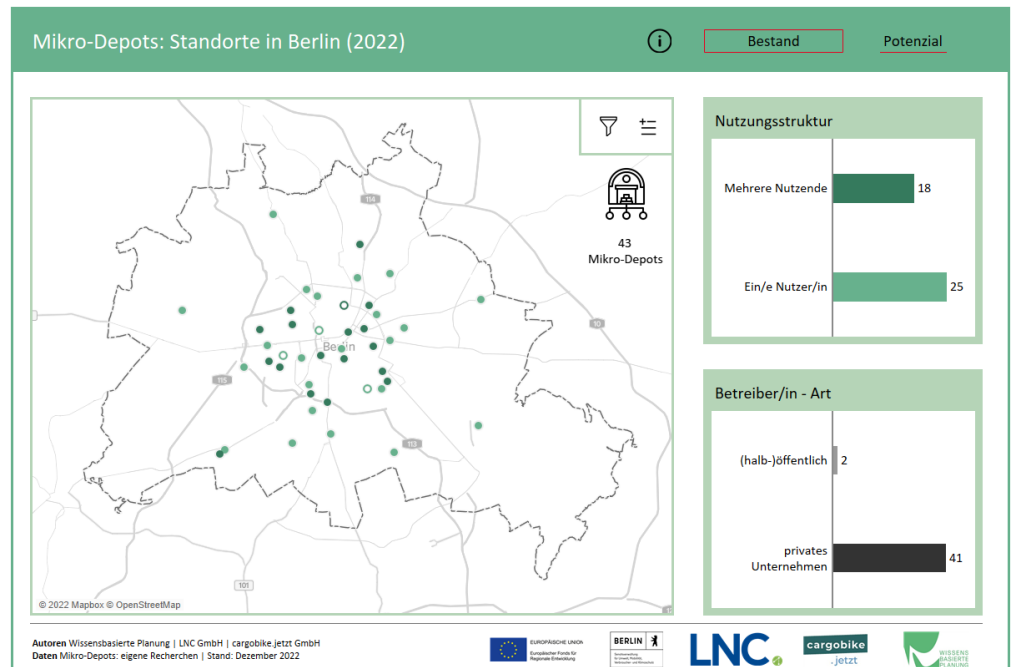 Mikro-Depots: Standorte in Berlin (2022)
i
Bestand
Potenzial
114
43
Mikro-Depots
10
Berlin
115
113
101
© 2022 Mapbox © OpenStreetMap
Nutzungsstruktur
Mehrere Nutzende
18
Ein/e Nutzer/in
25
Betreiber/in - Art
(halb-)öffentlich
2
privates
Unternehmen
41
Autoren Wissensbasierte Planung | LNC GmbH | cargobike.jetzt GmbH
Daten Mikro-Depots: eigene Recherchen | Stand: Dezember 2022
EUROPÄISCHE UNION
Europäischer Fonds für
Regionale Entwicklung
BERLIN
LNC
cargobike
.jetzt
WISSENS
BASIERTE
PLANUNG